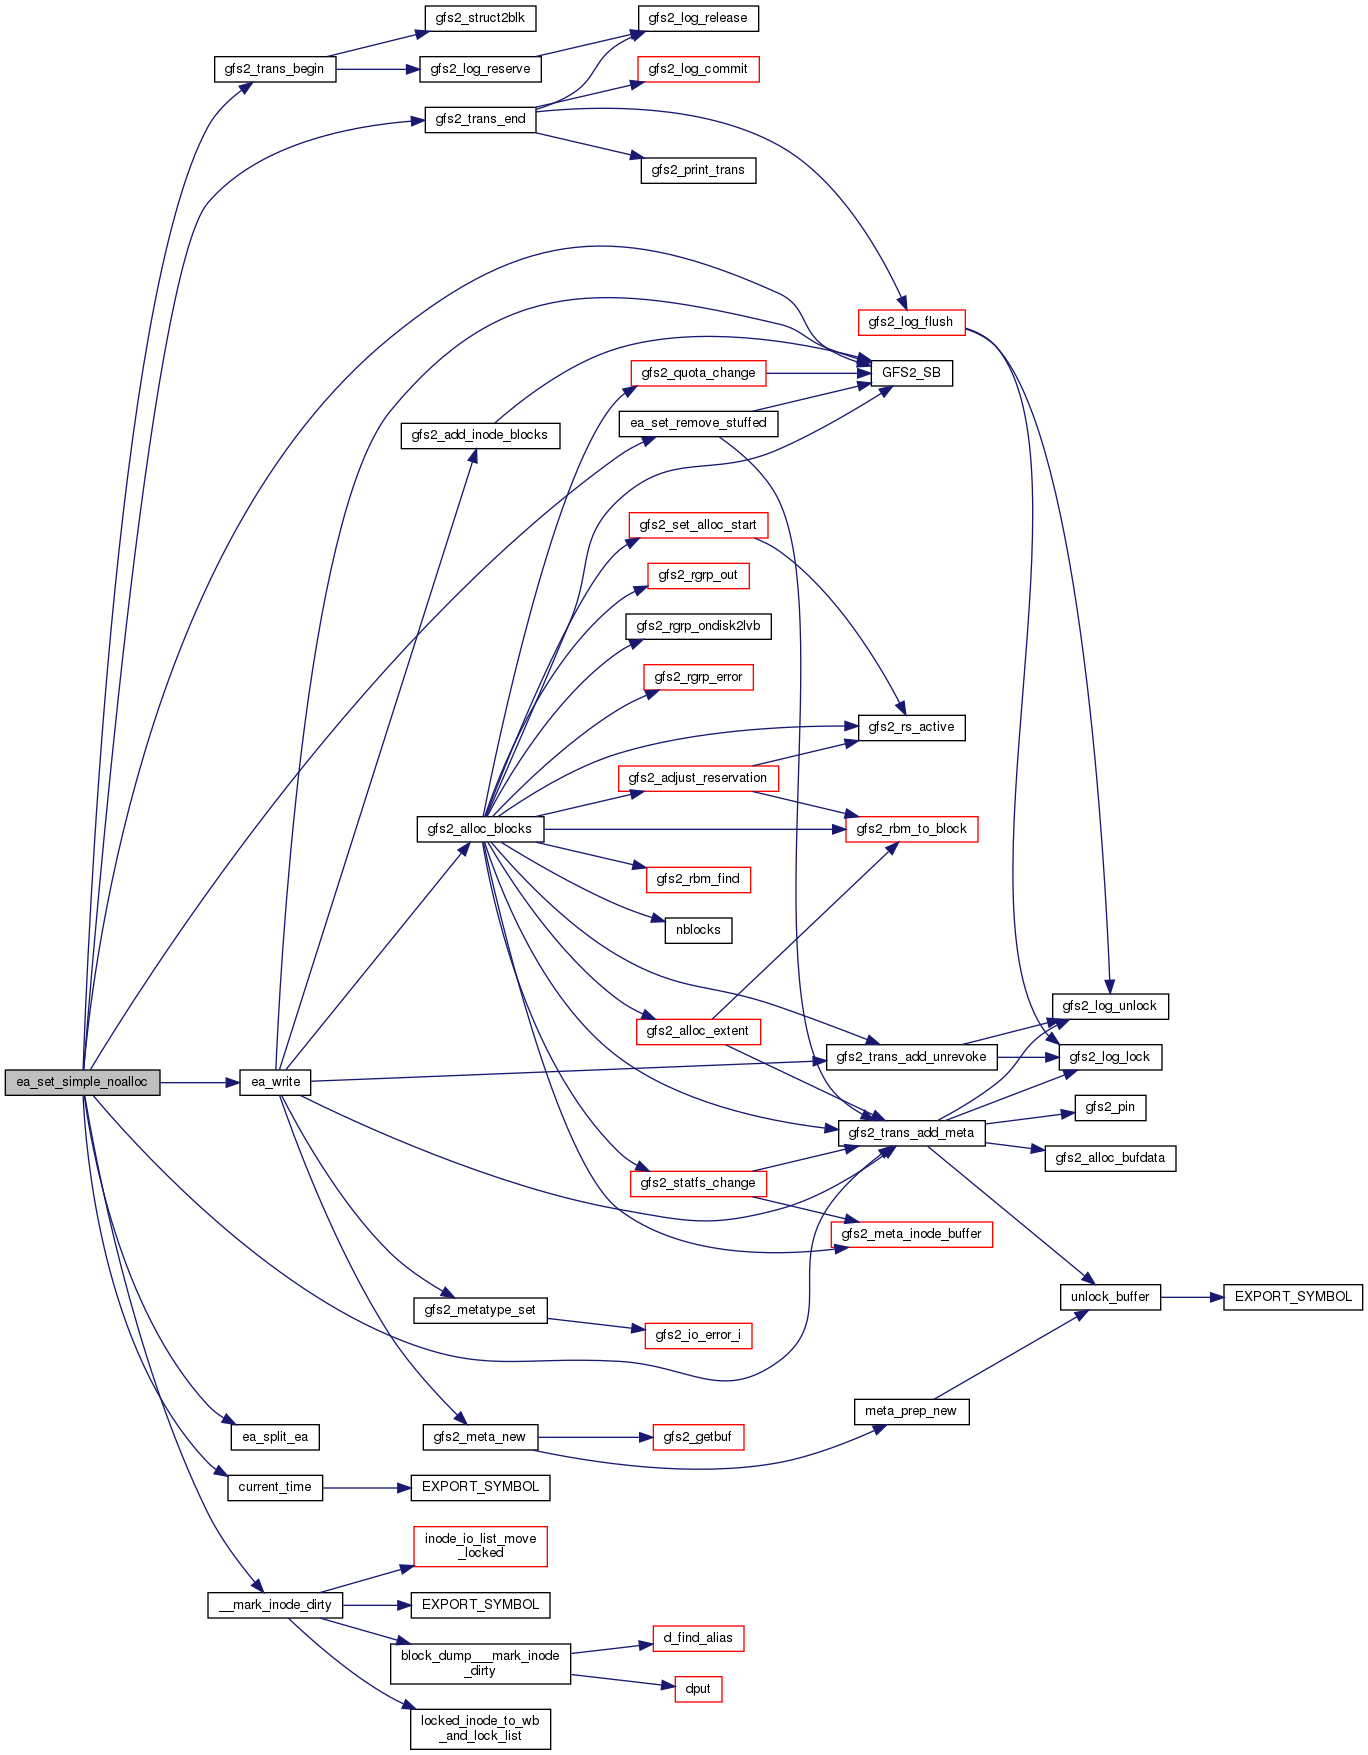 gfs2_struct2blk
gfs2_log_release
gfs2_trans_begin
gfs2_log_reserve
gfs2_log_commit
gfs2_trans_end
gfs2_print_trans
gfs2_log_flush
gfs2_quota_change
GFS2_SB
ea_set_remove_stuffed
gfs2_add_inode_blocks
gfs2_set_alloc_start
gfs2_rgrp_out
gfs2_rgrp_ondisk2lvb
gfs2_rgrp_error
gfs2_rs_active
gfs2_adjust_reservation
gfs2_alloc_blocks
gfs2_rbm_to_block
gfs2_rbm_find
nblocks
gfs2_log_unlock
gfs2_alloc_extent
gfs2_trans_add_unrevoke
gfs2_log_lock
ea_set_simple_noalloc
ea_write
gfs2_pin
gfs2_trans_add_meta
gfs2_alloc_bufdata
gfs2_statfs_change
gfs2_meta_inode_buffer
unlock_buffer
EXPORT_SYMBOL
gfs2_metatype_set
gfs2_io_error_i
meta_prep_new
ea_split_ea
gfs2_meta_new
gfs2_getbuf
current_time
EXPORT_SYMBOL
inode_io_list_move
_locked
__mark_inode_dirty
EXPORT_SYMBOL
d_find_alias
block_dump___mark_inode
_dirty
dput
locked_inode_to_wb
_and_lock_list